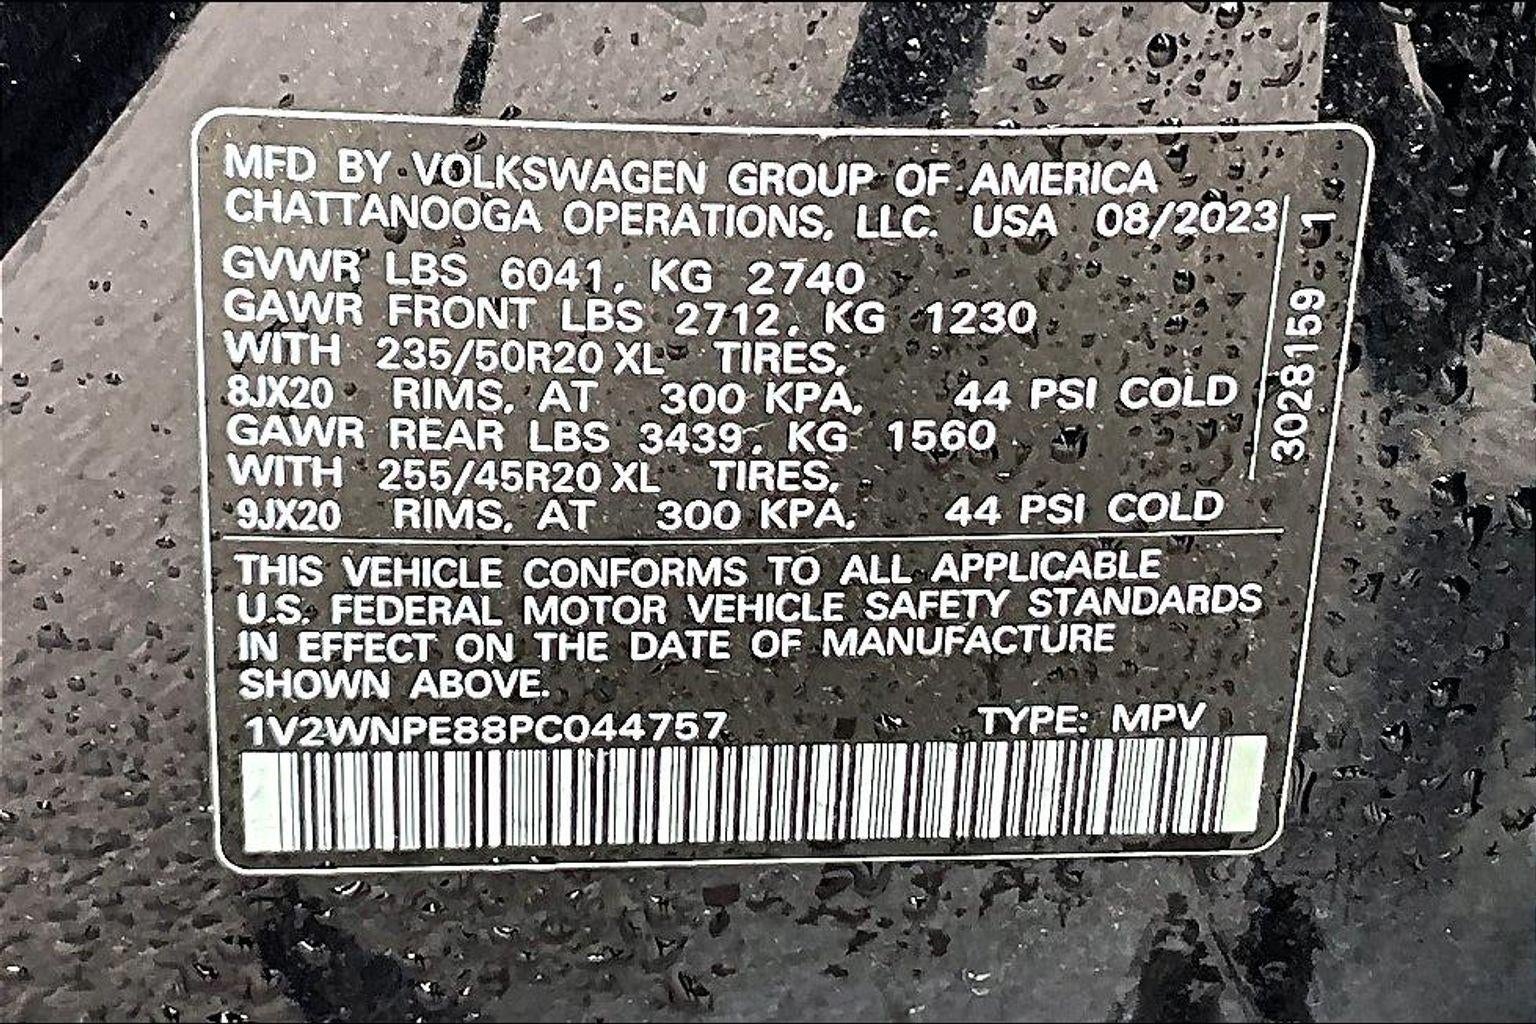 MFD BY VOLKSWAGEN GROUP OF AMERICA
CHATTANOOGA OPERATIONS, LLC. USA 08/2023
GVWR LBS 6041, KG 2740
GAWR FRONT LBS 2712, KG 1230
WITH 235/50R20 XL TIRES,
8JX20 RIMS, AT 300 KPA, 44 PSI COLD
GAWR REAR LBS 3439, KG 1560
WITH 255/45R20 XL TIRES,
9JX20 RIMS, AT 300 KPA, 44 PSI COLD
3028159 - 1
THIS VEHICLE CONFORMS TO ALL APPLICABLE
U.S. FEDERAL MOTOR VEHICLE SAFETY STANDARDS
IN EFFECT ON THE DATE OF MANUFACTURE
SHOWN ABOVE.
1V2WNPE88PC044757 TYPE: MPV